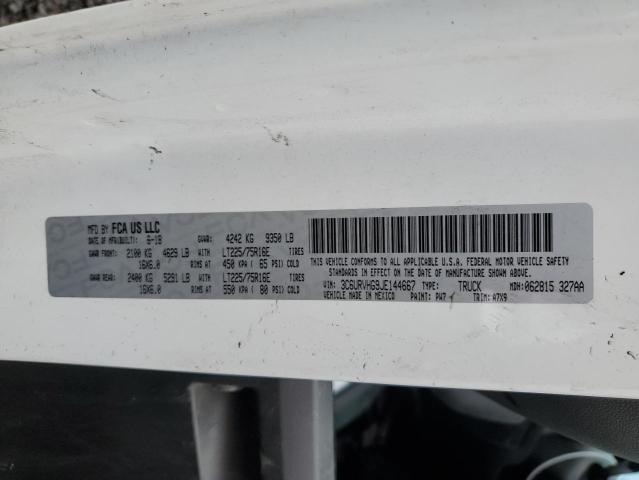 MFD BY FCA US LLC
DATE OF MFR(BUILT): 6-18 GVWR: 4242 KG 9350 LB
GAWR FRONT: 2100 KG 4629 LB WITH LT225/75R16E TIRES
16X6.0 RIMS AT 450 KPA ( 65 PSI) COLD
GAWR REAR: 2400 KG 5291 LB WITH LT225/75R16E TIRES
16X6.0 RIMS AT 550 KPA ( 80 PSI) COLD
THIS VEHICLE CONFORMS TO ALL APPLICABLE U.S.A. FEDERAL MOTOR VEHICLE SAFETY
STANDARDS IN EFFECT ON THE DATE OF MANUFACTURE SHOWN ABOVE.
VIN: 3C6URVHG9JE144667 TYPE: TRUCK MDH: 062815 327AA
VEHICLE MADE IN MEXICO PAINT: PW7 TRIM: A7X9